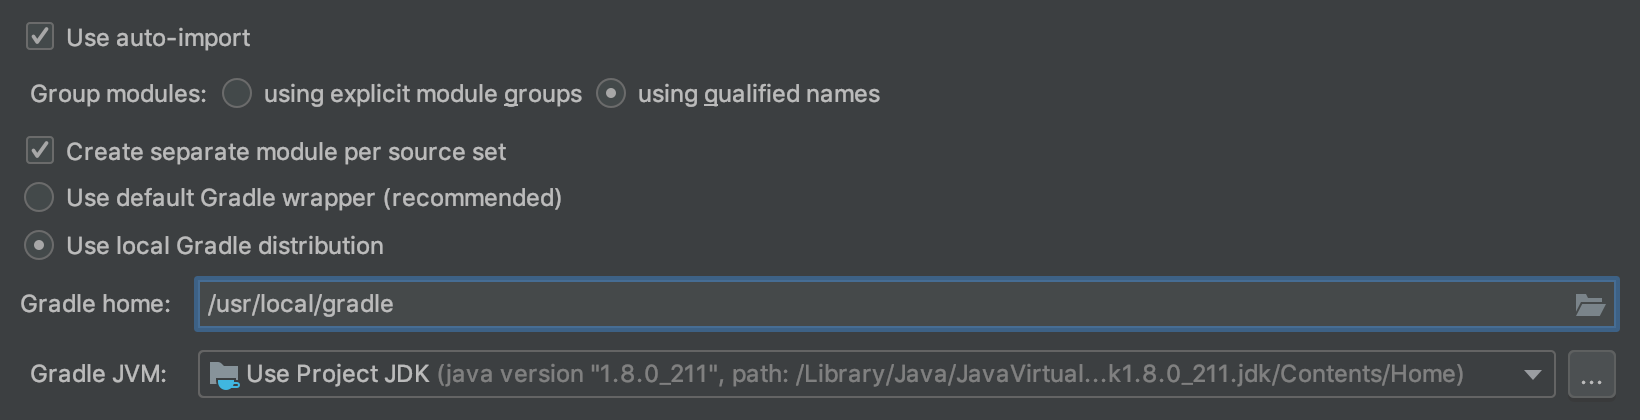 Use auto-import
Group modules: using explicit module groups using qualified names
Create separate module per source set
Use default Gradle wrapper (recommended)
Use local Gradle distribution
Gradle home: /usr/local/gradle
Gradle JVM: Use Project JDK (java version "1.8.0_211", path: /Library/Java/JavaVirtual...k1.8.0_211.jdk/Contents/Home) ...